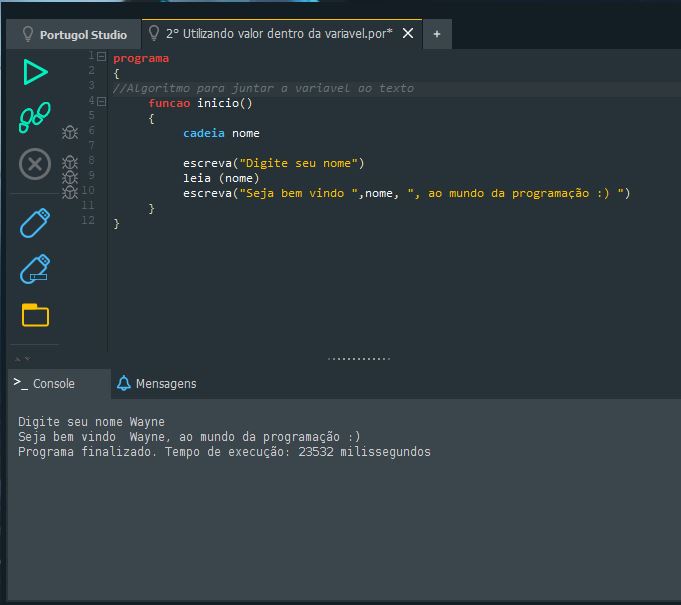 Portugol Studio
2° Utilizando valor dentro da variavel.por*
+
1 programa
2 {
3 //Algoritmo para juntar a variavel ao texto
4 funcao inicio()
5 {
6 cadeia nome
7
8 escreva("Digite seu nome")
9 leia (nome)
10 escreva("Seja bem vindo ",nome, ", ao mundo da programação :) ")
11 }
12 }
>_ Console
Mensagens
Digite seu nome Wayne
Seja bem vindo  Wayne, ao mundo da programação :)
Programa finalizado. Tempo de execução: 23532 milissegundos